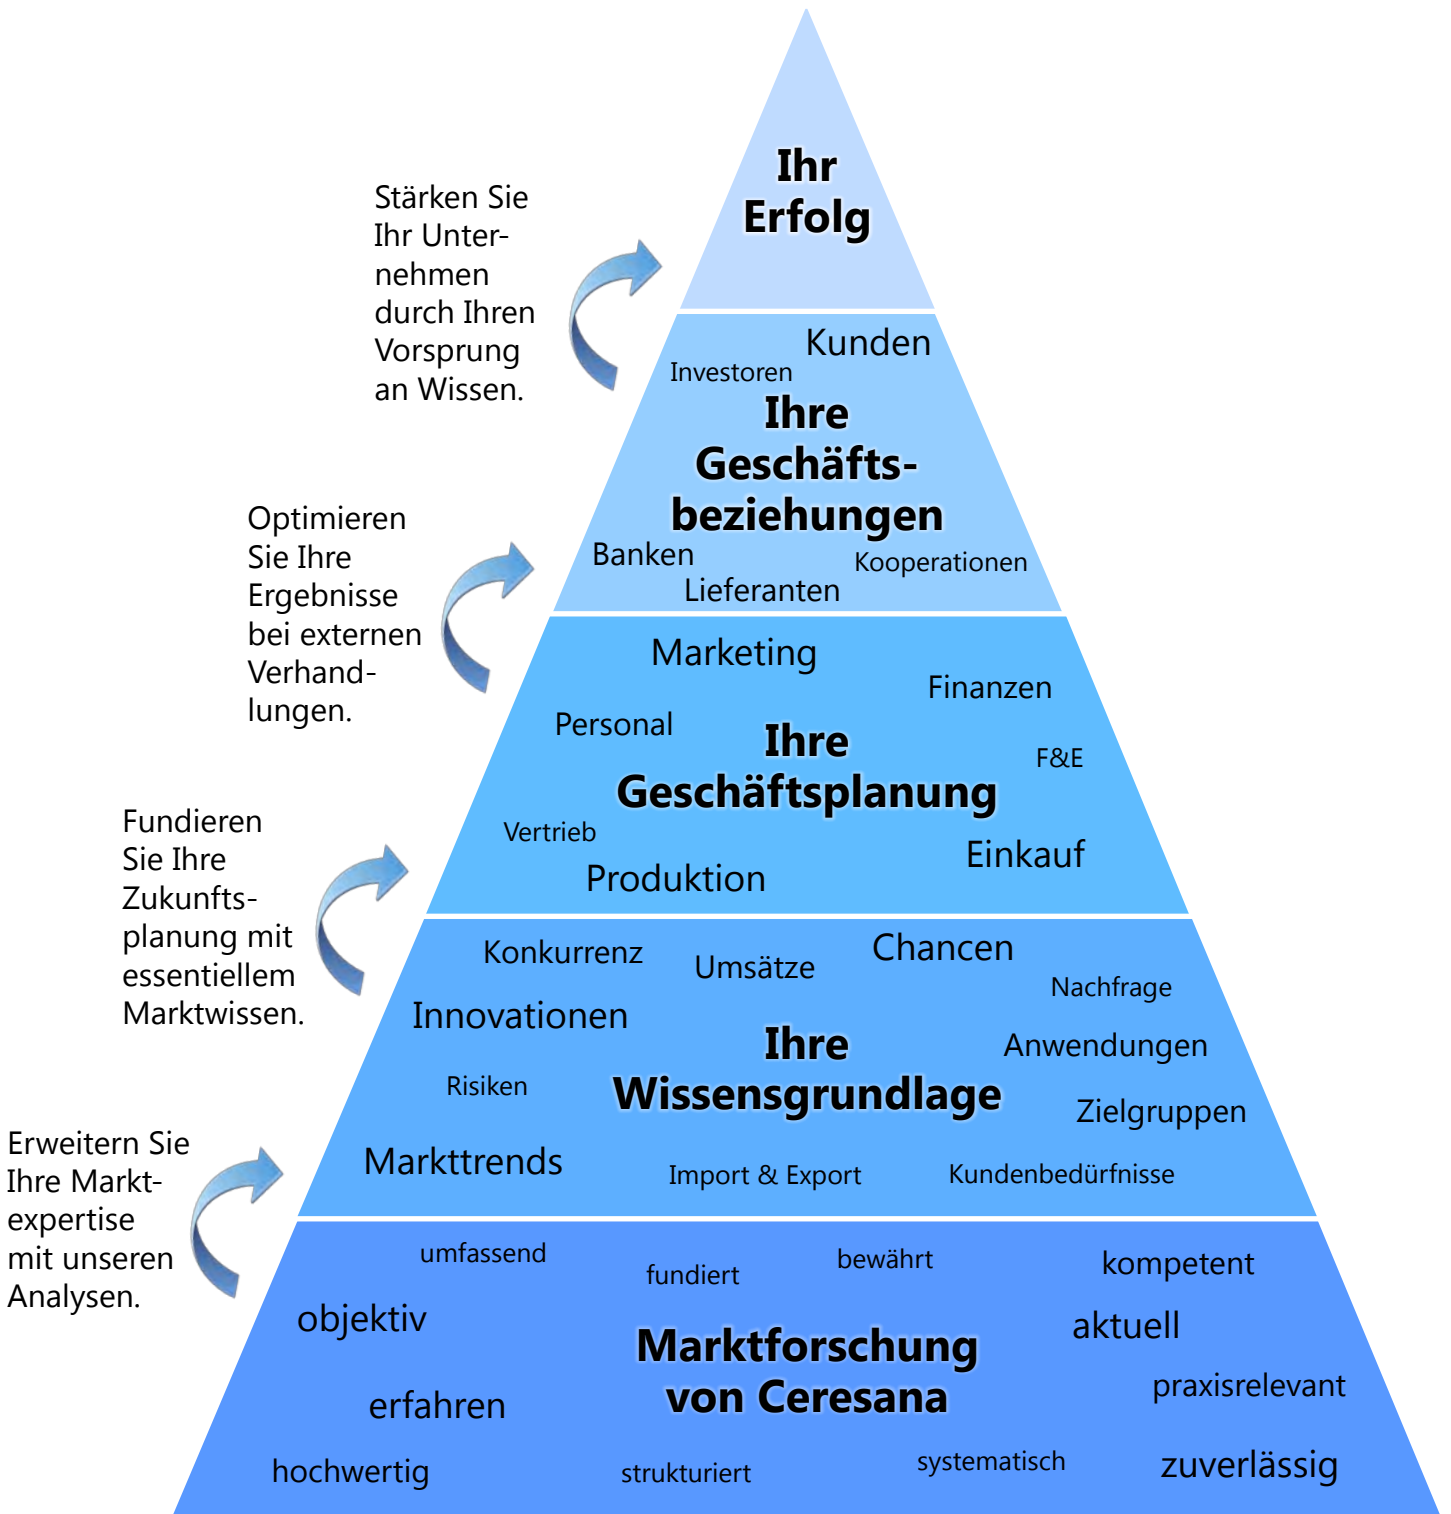 Ihr
Erfolg
Stärken Sie
Ihr Unter-
nehmen
durch Ihren
Vorsprung
an Wissen.
Kunden
Investoren
Ihre
Geschäfts-
beziehungen
Banken
Kooperationen
Lieferanten
Optimieren
Sie Ihre
Ergebnisse
bei externen
Verhand-
lungen.
Marketing
Finanzen
Personal
Ihre
Geschäftsplanung
F&E
Vertrieb
Einkauf
Produktion
Fundieren
Sie Ihre
Zukunfts-
planung mit
essentiellem
Marktwissen.
Konkurrenz
Umsätze
Chancen
Nachfrage
Innovationen
Ihre
Wissensgrundlage
Anwendungen
Risiken
Zielgruppen
Markttrends
Import & Export
Kundenbedürfnisse
Erweitern Sie
Ihre Markt-
expertise
mit unseren
Analysen.
umfassend
fundiert
bewährt
kompetent
objektiv
aktuell
Marktforschung
von Ceresana
praxisrelevant
erfahren
hochwertig
strukturiert
systematisch
zuverlässig